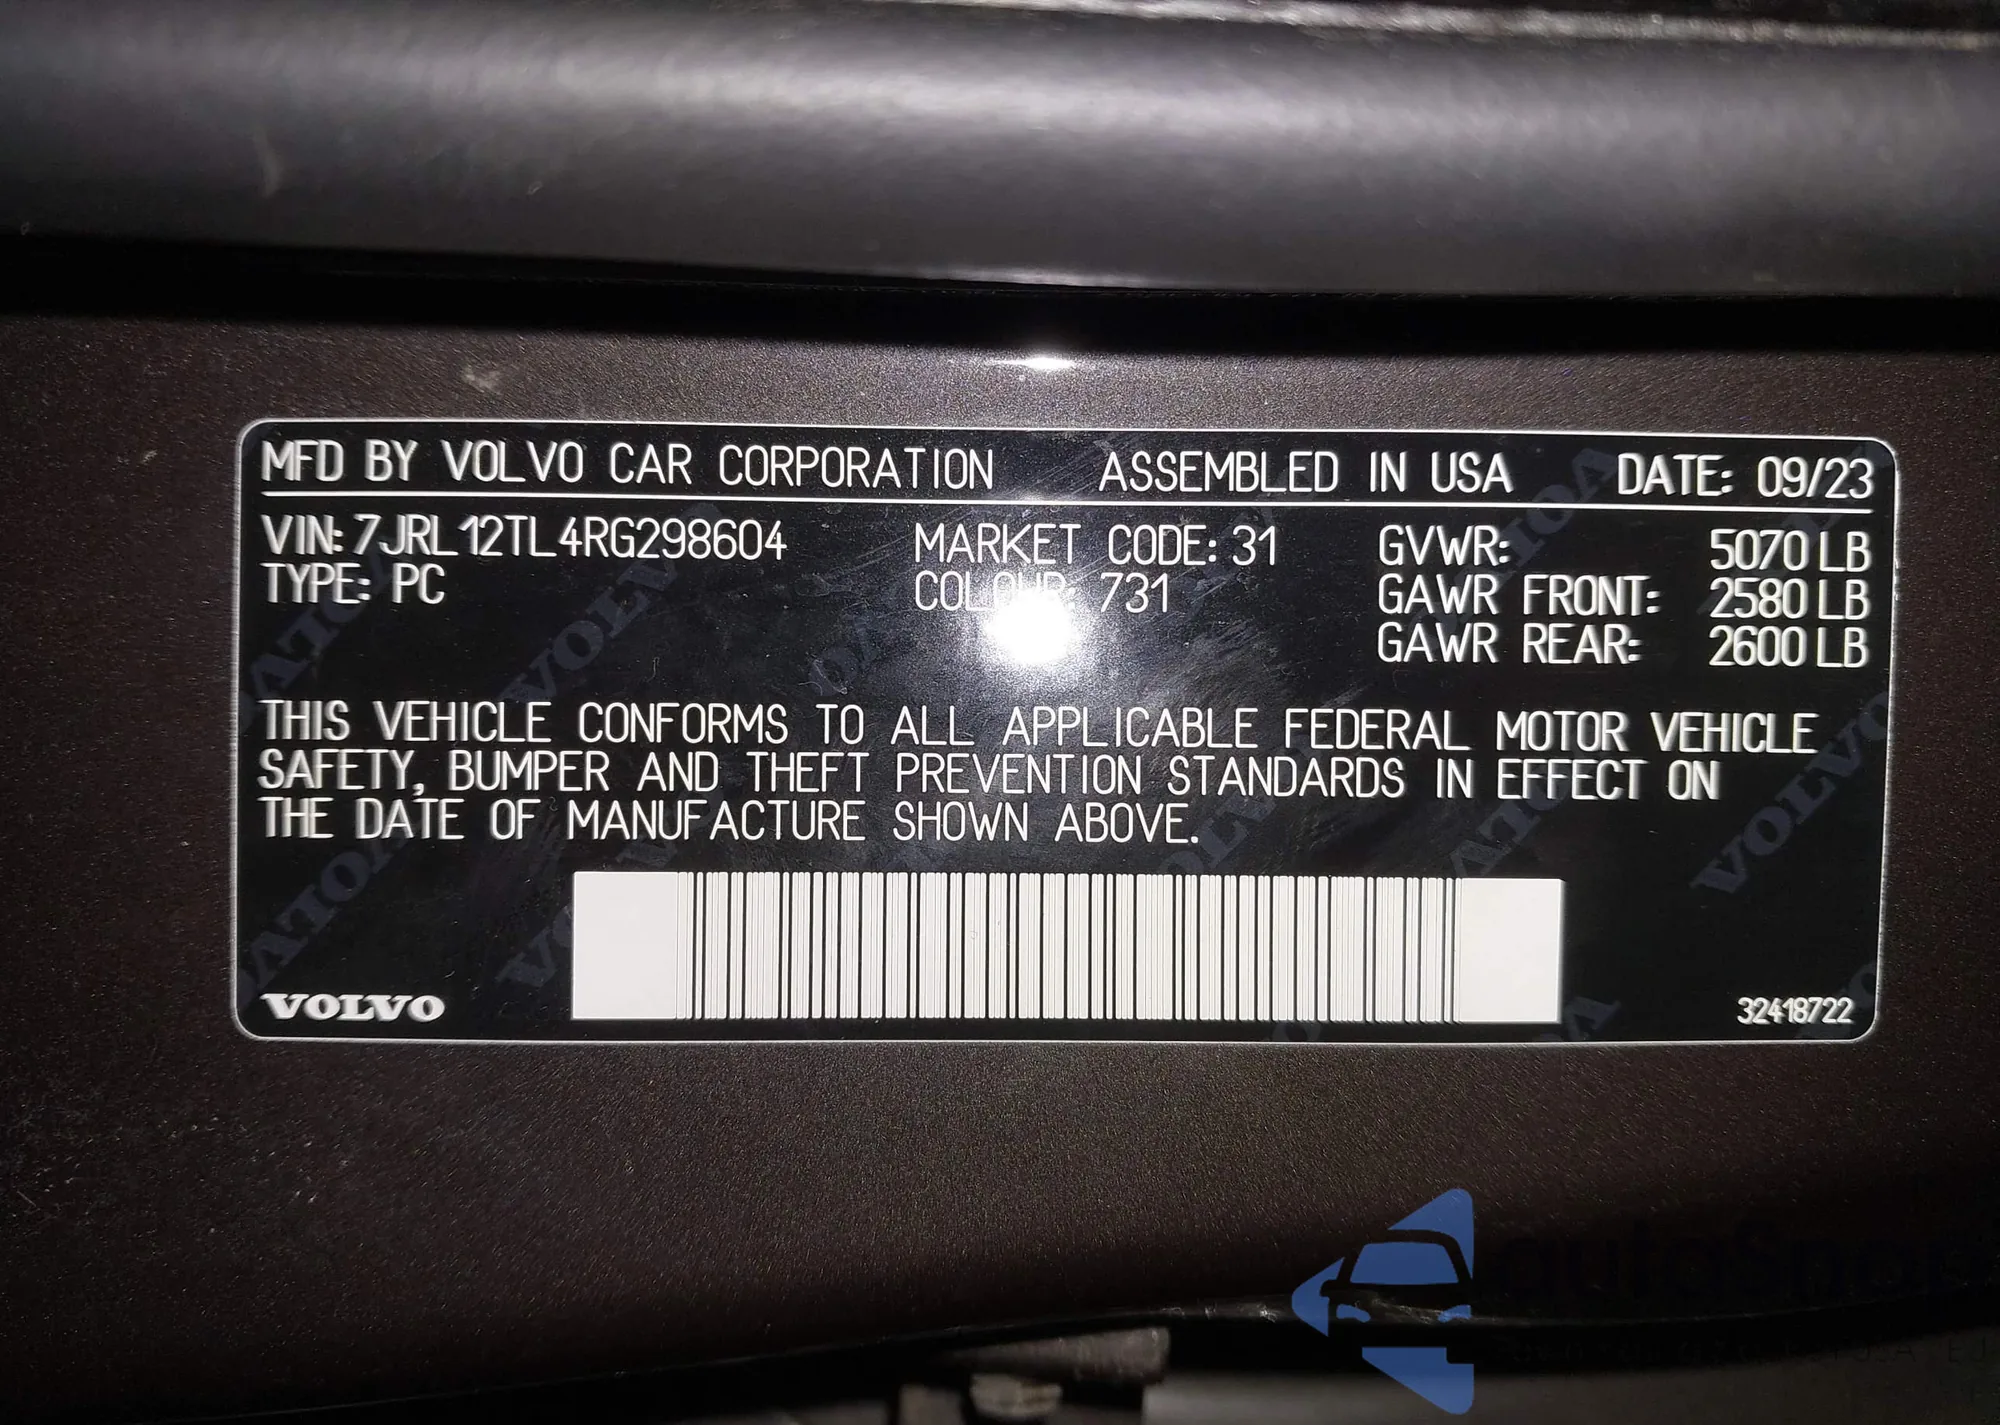 MFD BY VOLVO CAR CORPORATION ASSEMBLED IN USA DATE: 09/23
VIN: 7JRL12TL4RG298604 MARKET CODE: 31 GVWR: 5070 LB
TYPE: PC COLOUR: 731 GAWR FRONT: 2580 LB
GAWR REAR: 2600 LB
THIS VEHICLE CONFORMS TO ALL APPLICABLE FEDERAL MOTOR VEHICLE
SAFETY, BUMPER AND THEFT PREVENTION STANDARDS IN EFFECT ON
THE DATE OF MANUFACTURE SHOWN ABOVE.
VOLVO 32418722